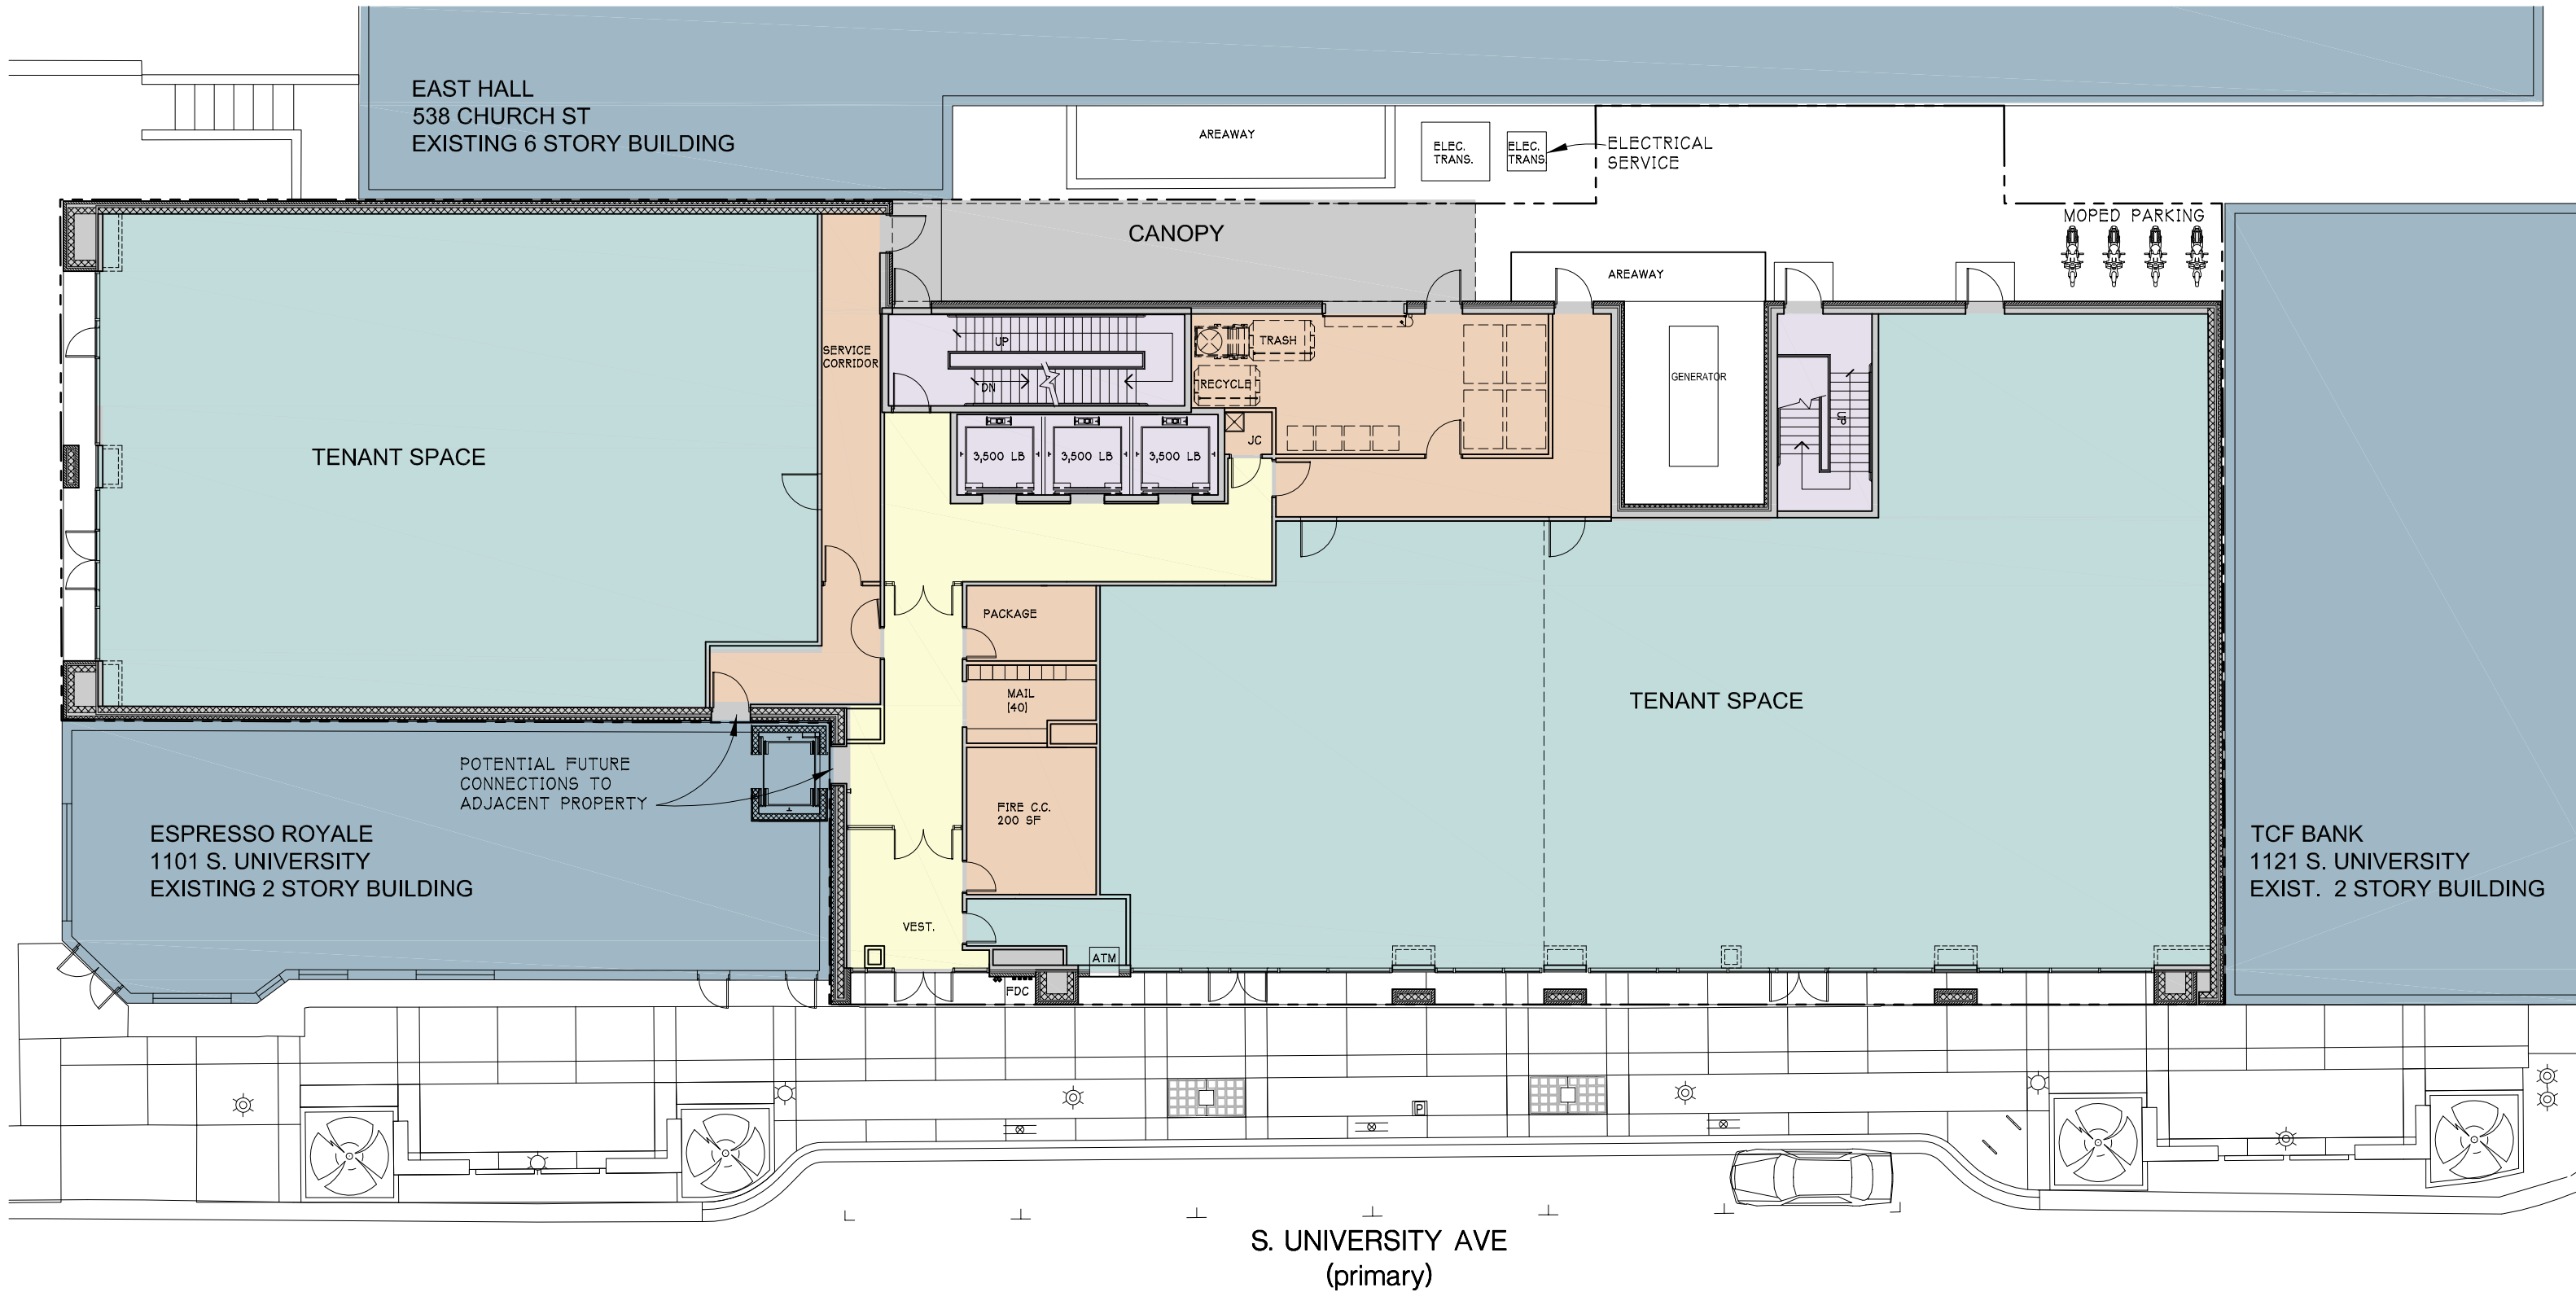 EAST HALL
538 CHURCH ST
EXISTING 6 STORY BUILDING
AREAWAY
ELEC.
TRANS.
ELEC.
TRANS.
ELECTRICAL
SERVICE
CANOPY
MOPED PARKING
AREAWAY
SERVICE
CORRIDOR
UP
DN
TRASH
RECYCLE
GENERATOR
UP
JC
3,500 LB
3,500 LB
3,500 LB
TENANT SPACE
PACKAGE
MAIL
(40)
TENANT SPACE
POTENTIAL FUTURE
CONNECTIONS TO
ADJACENT PROPERTY
FIRE C.C.
200 SF
ESPRESSO ROYALE
1101 S. UNIVERSITY
EXISTING 2 STORY BUILDING
TCF BANK
1121 S. UNIVERSITY
EXIST. 2 STORY BUILDING
VEST.
ATM
FDC
P
S. UNIVERSITY AVE
(primary)